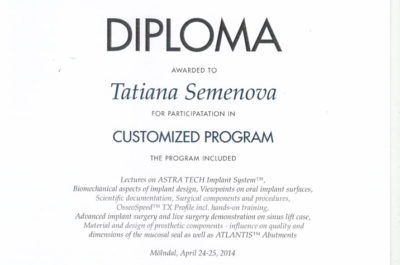 DIPLOMA
AWARDED TO
Tatiana Semenova
FOR PARTICIPATATION IN
CUSTOMIZED PROGRAM
THE PROGRAM INCLUDED
Lectures on ASTRA TECH Implant System™,
Biomechanical aspects of implant design, Viewpoints on oral implant surfaces,
Scientific documentation, Surgical components and procedures,
OsseoSpeed™ TX Profile incl. hands-on training,
Advanced implant surgery and live surgery demonstration on sinus lift case,
Material and design of prosthetic components - influence on quality and
dimensions of the mucosal seal as well as ATLANTIS™ Abutments
Mölndal, April 24-25, 2014